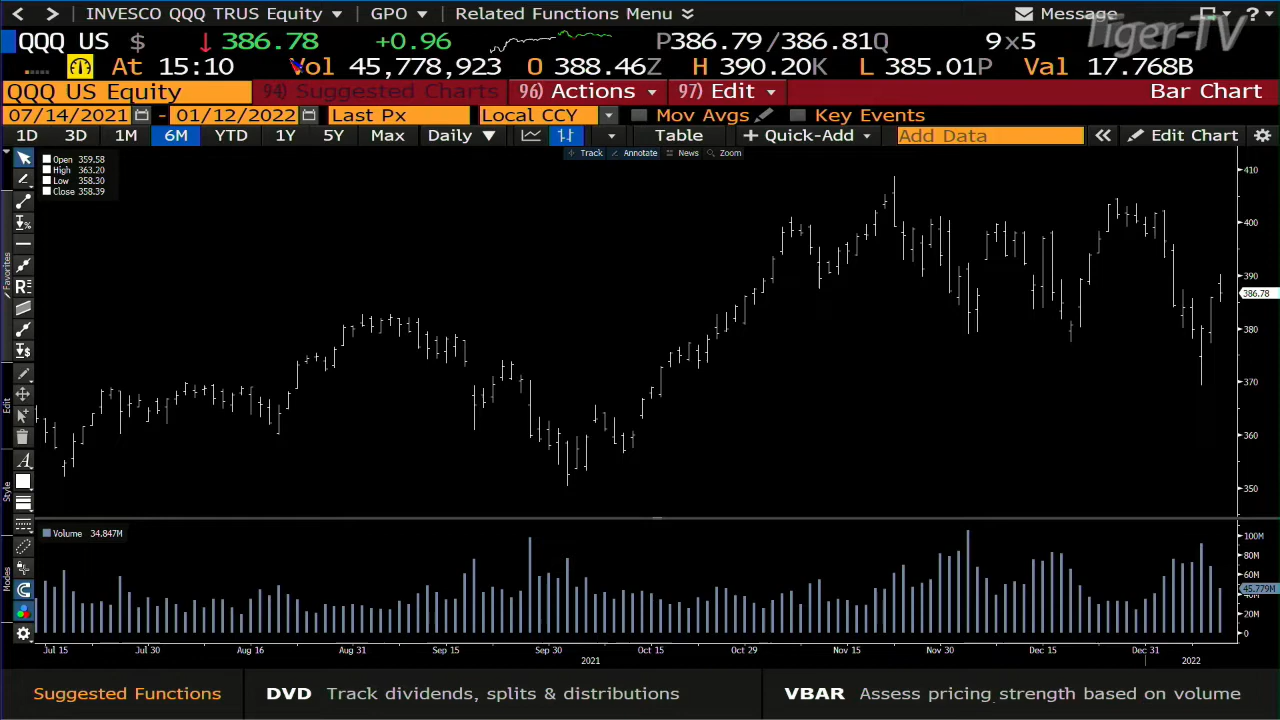 INVESCO QQQ TRUS Equity GPO Related Functions Menu Message ?
Tiger-TV
QQQ US $ ↓386.78 +0.96 P386.79/386.81Q 9x5
At 15:10 Vol 45,778,923 O 388.46Z H 390.20K L 385.01P Val 17.768B
QQQ US Equity 94) Suggested Charts 96) Actions 97) Edit Bar Chart
07/14/2021 - 01/12/2022 Last Px Local CCY Mov Avgs Key Events
1D 3D 1M 6M YTD 1Y 5Y Max Daily ▼ Table + Quick-Add Add Data « Edit Chart
Track Annotate News Zoom
Open 359.58
High 363.20
Low 358.30
Close 358.39
410
400
390
386.78
380
370
360
350
Favorites
Edit
Style
Modes
Volume 34.847M
100M
80M
60M
45.779M
40M
20M
0
Jul 15 Jul 30 Aug 16 Aug 31 Sep 15 Sep 30 Oct 15 Oct 29 Nov 15 Nov 30 Dec 15 Dec 31
2021 2022
Suggested Functions DVD Track dividends, splits & distributions VBAR Assess pricing strength based on volume